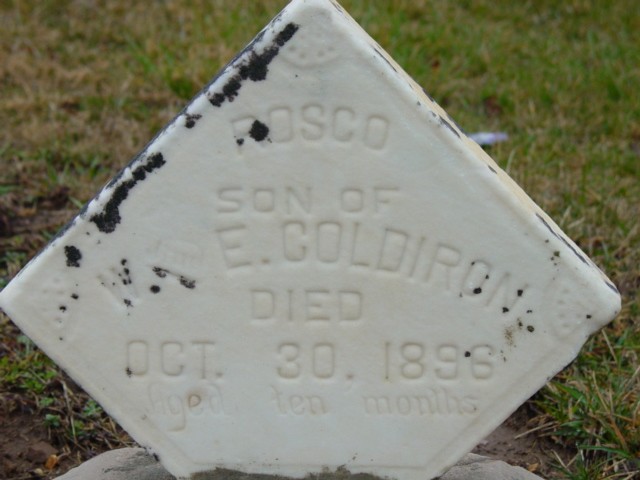 ROSCO
SON OF
E. COLDIRON
DIED
OCT. 30, 1896
Aged ten months